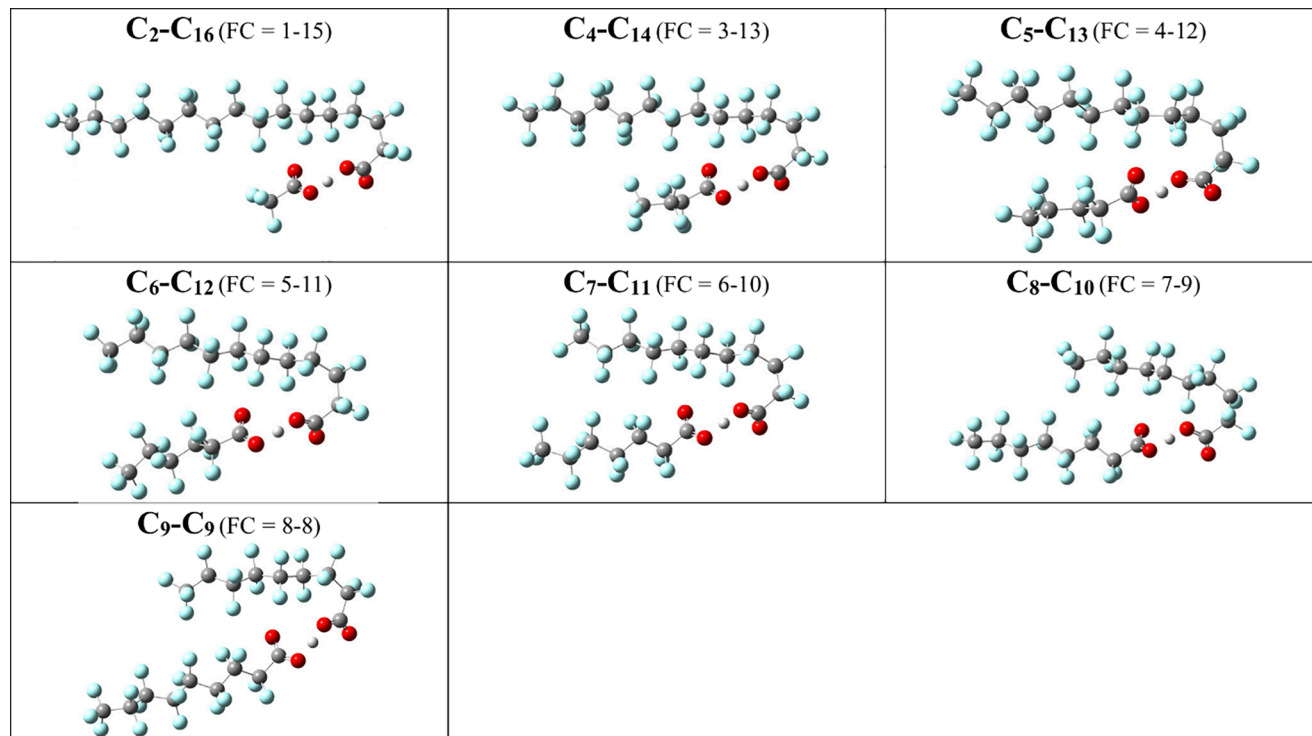 C₂-C₁₆ (FC = 1-15)
C₄-C₁₄ (FC = 3-13)
C₅-C₁₃ (FC = 4-12)
C₆-C₁₂ (FC = 5-11)
C₇-C₁₁ (FC = 6-10)
C₈-C₁₀ (FC = 7-9)
C₉-C₉ (FC = 8-8)